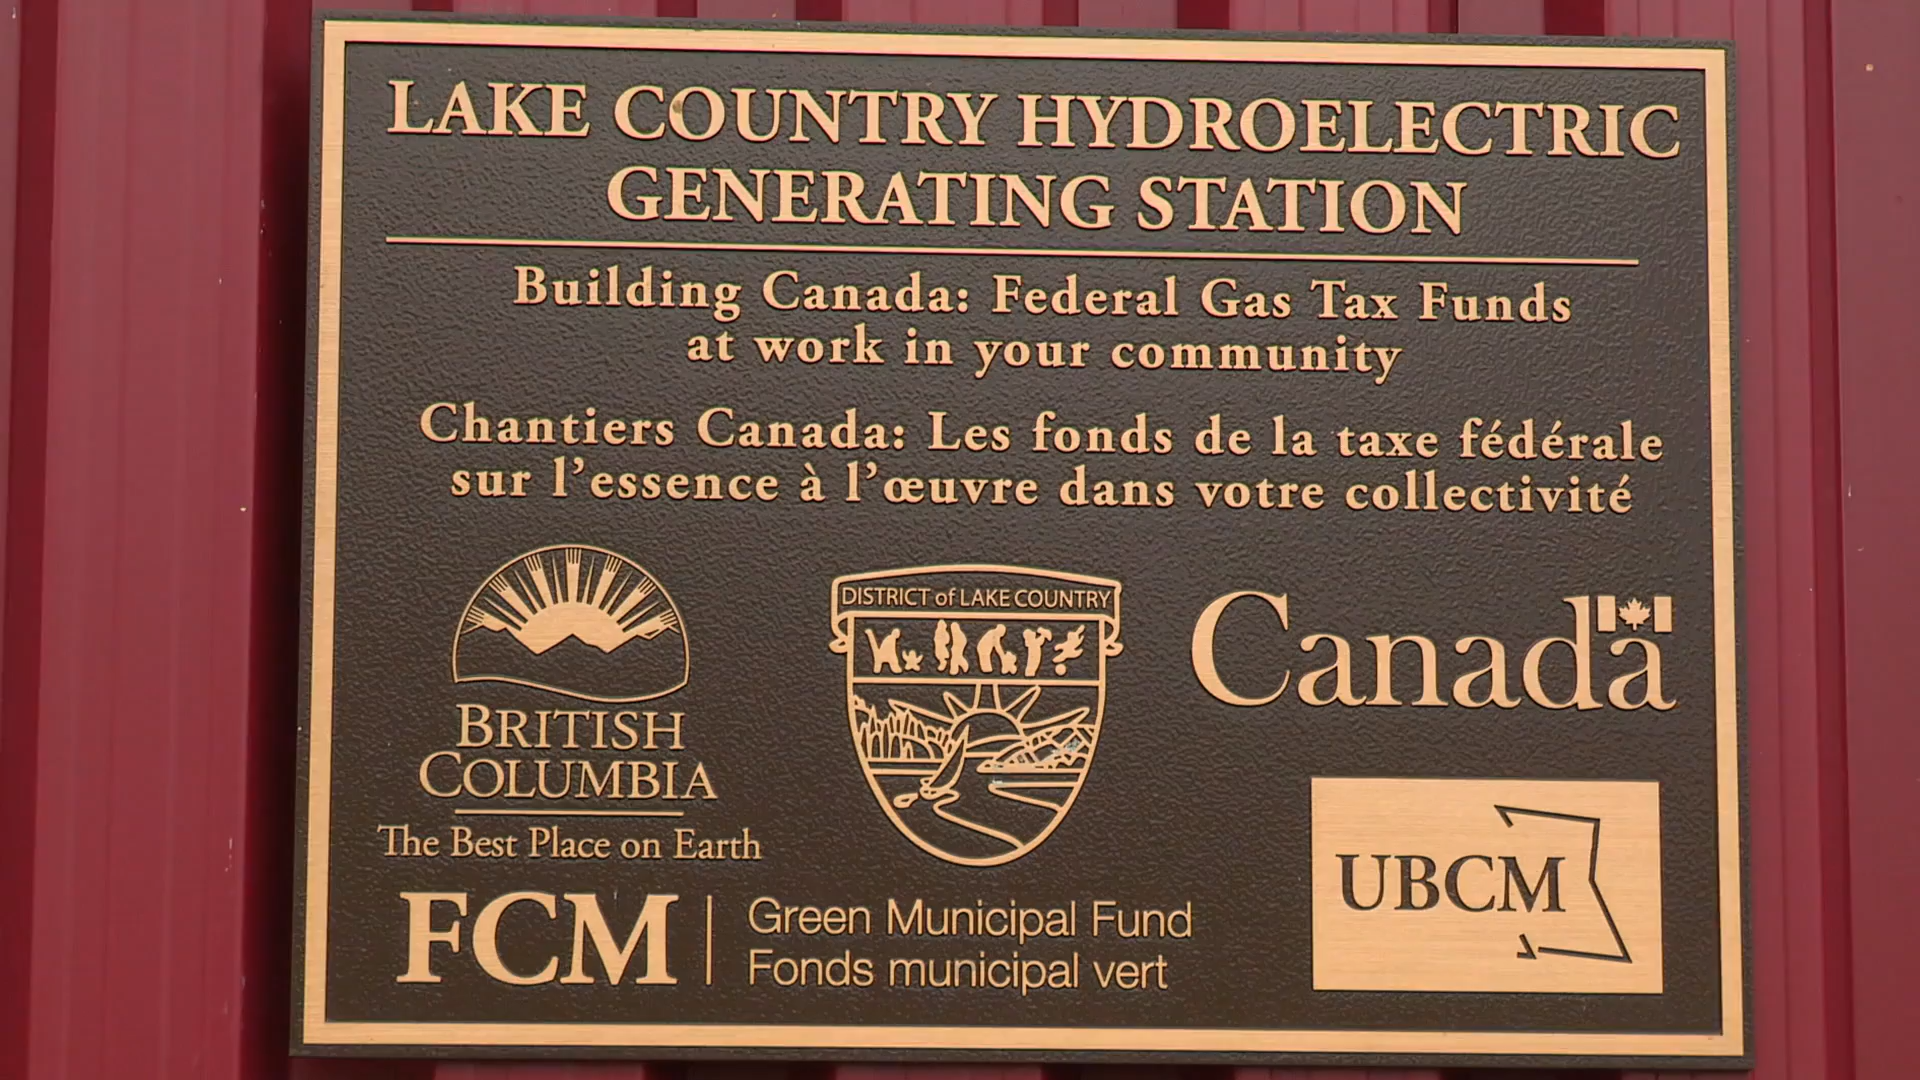 LAKE COUNTRY HYDROELECTRIC
GENERATING STATION
Building Canada: Federal Gas Tax Funds
at work in your community
Chantiers Canada: Les fonds de la taxe fédérale
sur l’essence à l’œuvre dans votre collectivité
BRITISH
COLUMBIA
The Best Place on Earth
DISTRICT of LAKE COUNTRY
Canada
UBCM
FCM
Green Municipal Fund
Fonds municipal vert